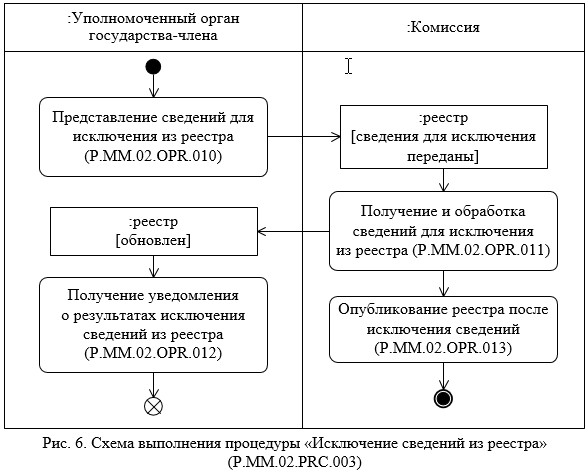 :Уполномоченный орган
государства-члена
:Комиссия
Представление сведений для
исключения из реестра
(P.MM.02.OPR.010)
:реестр
[сведения для исключения
переданы]
Получение и обработка
сведений для исключения
из реестра (P.MM.02.OPR.011)
:реестр
[обновлен]
Получение уведомления
о результатах исключения
сведений из реестра
(P.MM.02.OPR.012)
Опубликование реестра после
исключения сведений
(P.MM.02.OPR.013)
Рис. 6. Схема выполнения процедуры «Исключение сведений из реестра»
(P.MM.02.PRC.003)